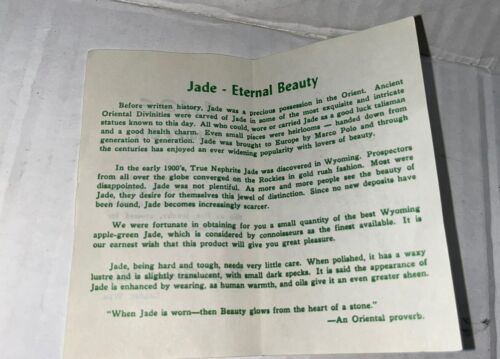 Jade - Eternal Beauty
Before written history, Jade was a precious possession in the Orient. Ancient
Oriental Divinities were carved of Jade in some of the most exquisite and intricate
statues known to this day. All who could, wore or carried Jade as a good luck talisman
and a good health charm. Even small pieces were heirlooms - handed down from
generation to generation. Jade was brought to Europe by Marco Polo and through
the centuries has enjoyed an ever widening popularity with lovers of beauty.
In the early 1900's, True Nephrite Jade was discovered in Wyoming. Prospectors
from all over the globe converged on the Rockies in gold rush fashion. Most were
disappointed. Jade was not plentiful. As more and more people see the beauty of
Jade, they desire for themselves this jewel of distinction. Since no new deposits have
been found, Jade becomes increasingly scarcer.
We were fortunate in obtaining for you a small quantity of the best Wyoming
apple-green Jade, which is considered by connoisseurs as the finest available. It is
our earnest wish that this product will give you great pleasure.
Jade, being hard and tough, needs very little care. When polished, it has a waxy
lustre and is slightly translucent, with small dark specks. It is said the appearance of
Jade is enhanced by wearing, as human warmth, and oils give it an even greater sheen.
"When Jade is worn—then Beauty glows from the heart of a stone."
—An Oriental proverb.